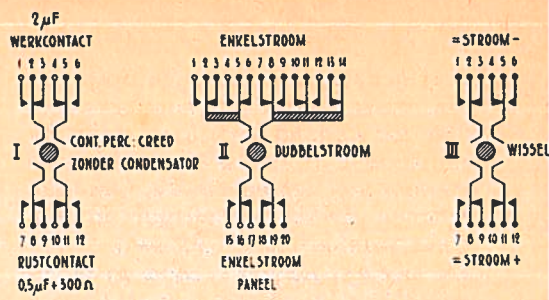 2µF
WERKCONTACT
1 2 3 4 5 6
I
CONT. PERC: CREED
ZONDER CONDENSATOR
7 8 9 10 11 12
RUSTCONTACT
0,5µF+300Ω
ENKELSTROOM
1 2 3 4 5 6 7 8 9 10 11 12 13 14
II
DUBBELSTROOM
15 16 17 18 19 20
ENKELSTROOM
PANEEL
=STROOM-
1 2 3 4 5 6
III
WISSEL
7 8 9 10 11 12
=STROOM+